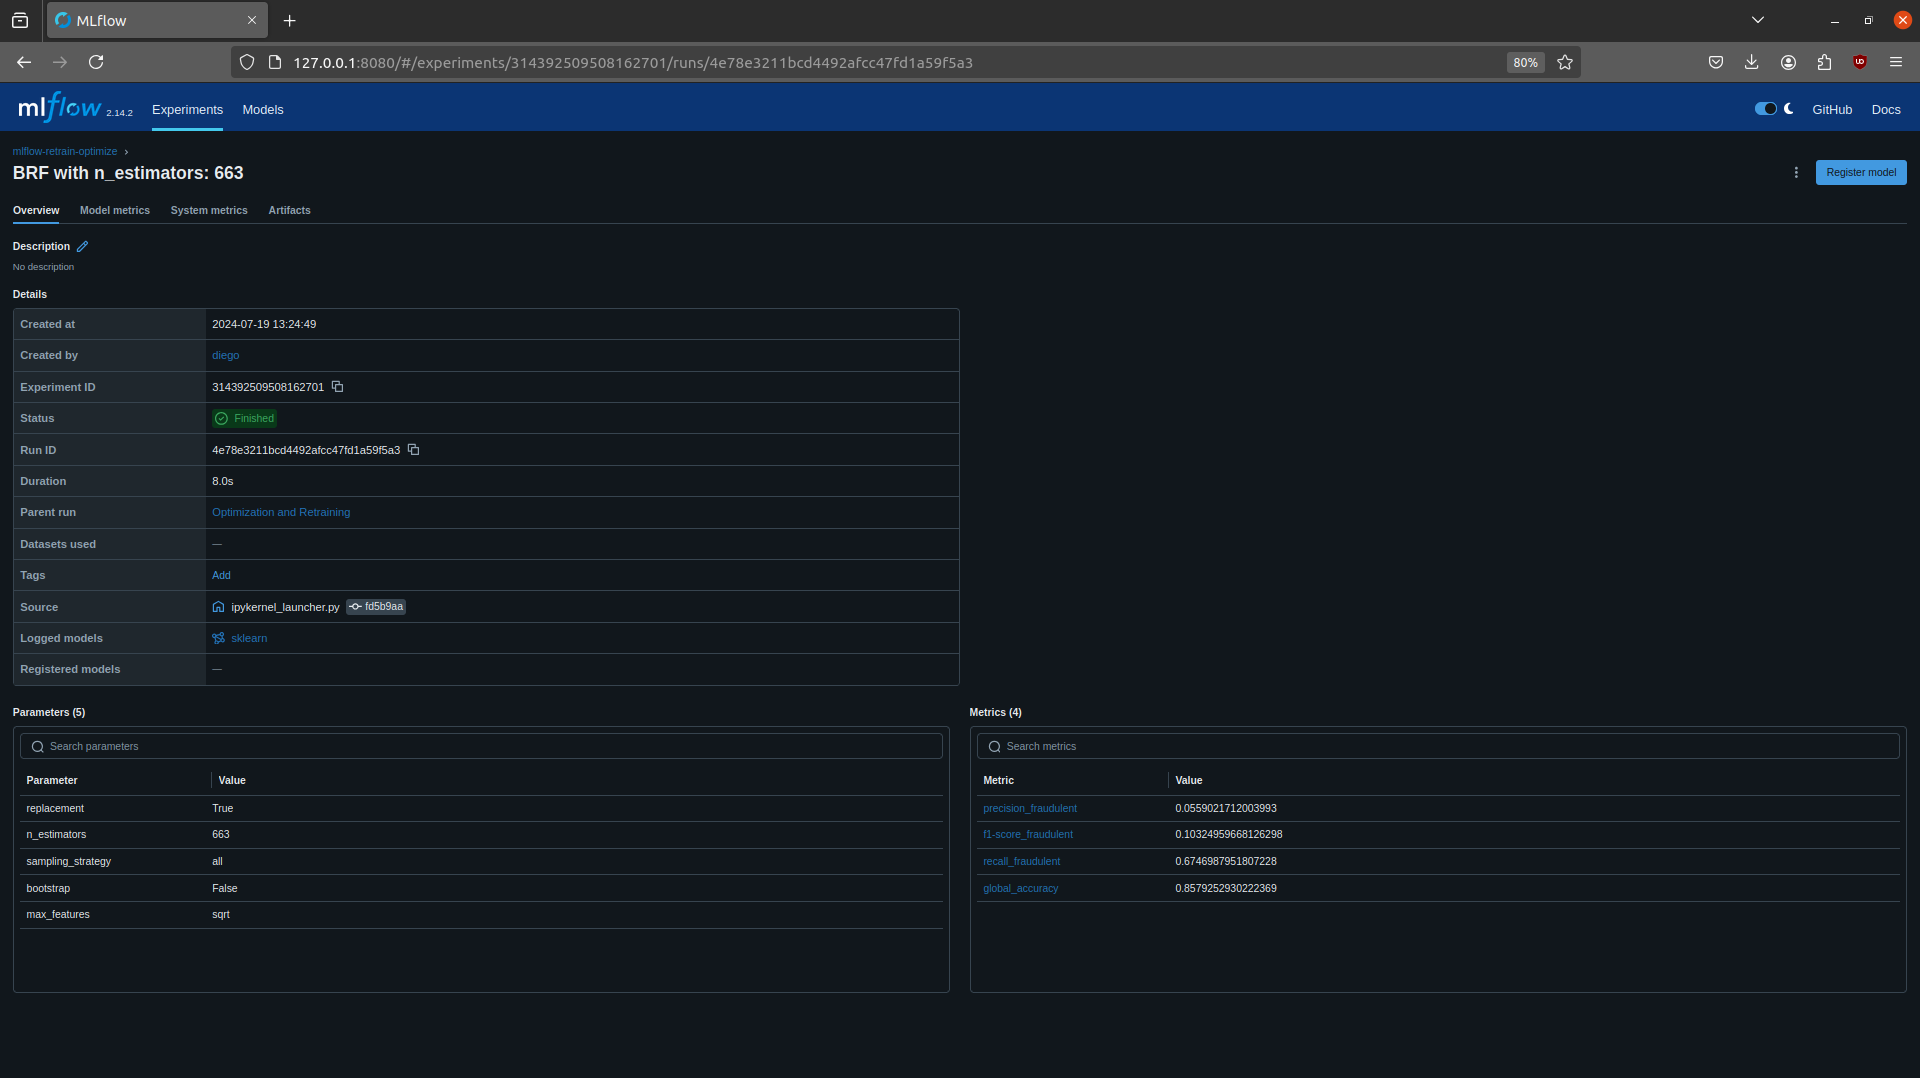 MLflow
127.0.0.1:8080/#/experiments/314392509508162701/runs/4e78e3211bcd4492afcc47fd1a59f5a3
80%
mlflow 2.14.2
Experiments
Models
GitHub
Docs
mlflow-retrain-optimize ›
BRF with n_estimators: 663
Register model
Overview
Model metrics
System metrics
Artifacts
Description
No description
Details
Created at 2024-07-19 13:24:49
Created by diego
Experiment ID 314392509508162701
Status Finished
Run ID 4e78e3211bcd4492afcc47fd1a59f5a3
Duration 8.0s
Parent run Optimization and Retraining
Datasets used —
Tags Add
Source ipykernel_launcher.py fd5b9aa
Logged models sklearn
Registered models —
Parameters (5)
Search parameters
Parameter Value
replacement True
n_estimators 663
sampling_strategy all
bootstrap False
max_features sqrt
Metrics (4)
Search metrics
Metric Value
precision_fraudulent 0.0559021712003993
f1-score_fraudulent 0.10324959668126298
recall_fraudulent 0.6746987951807228
global_accuracy 0.8579252930222369